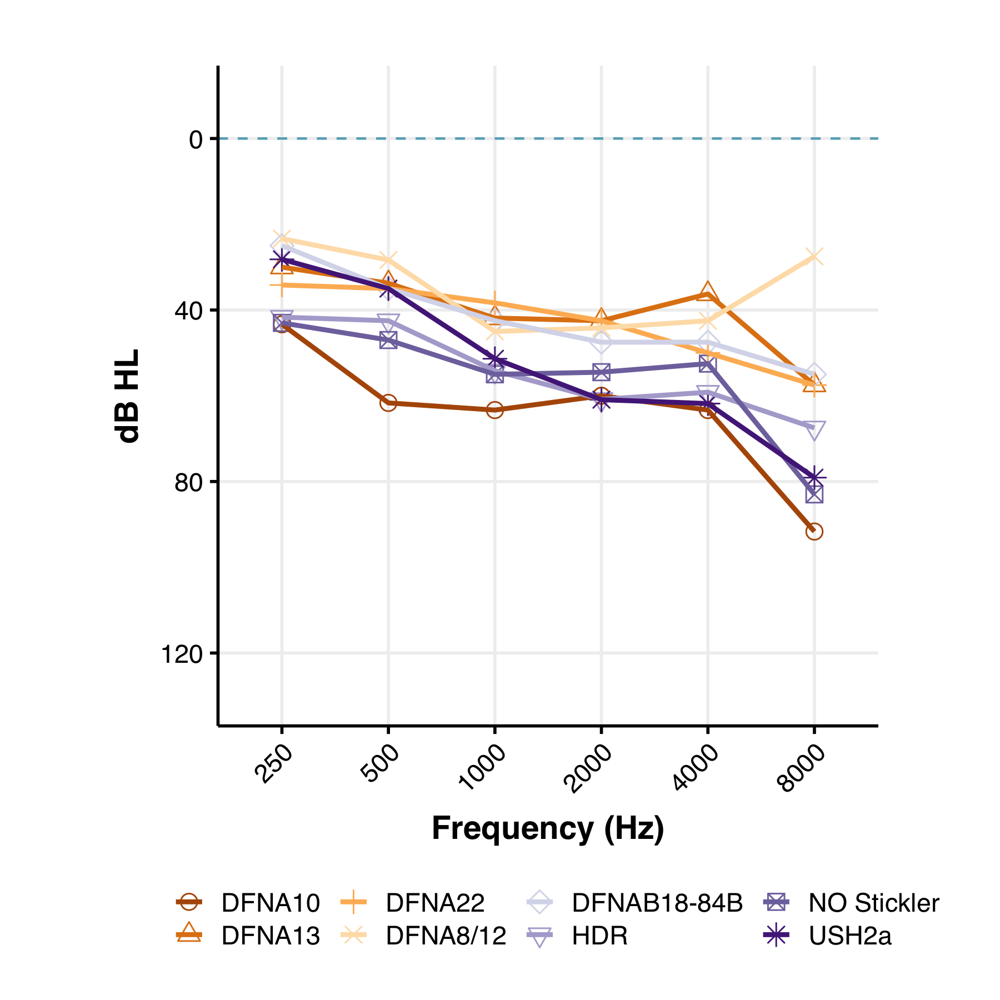 0
40
80
120
dB HL
250 500 1000 2000 4000 8000
Frequency (Hz)
DFNA10 DFNA22 DFNAB18-84B NO Stickler
DFNA13 DFNA8/12 HDR USH2a